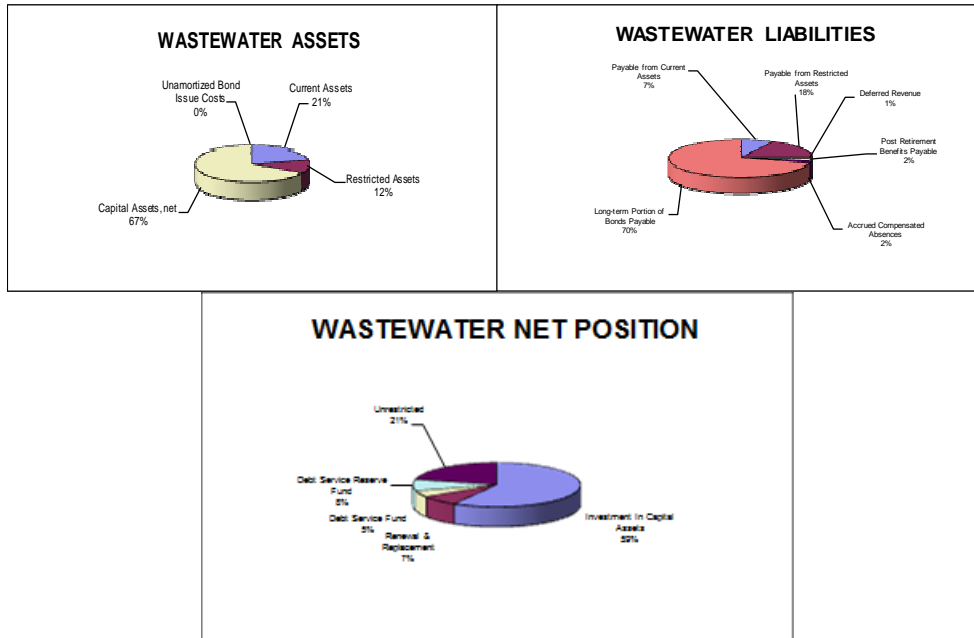 WASTEWATER ASSETS
Unamortized Bond
Issue Costs
0%
Current Assets
21%
Restricted Assets
12%
Capital Assets, net
67%
WASTEWATER LIABILITIES
Payable from Current
Assets
7%
Payable from Restricted
Assets
18%
Deferred Revenue
1%
Post Retirement
Benefits Payable
2%
Accrued Compensated
Absences
2%
Long-term Portion of
Bonds Payable
70%
WASTEWATER NET POSITION
Unrestricted
21%
Debt Service Reserve
Fund
8%
Debt Service Fund
5%
Renewal &
Replacement
7%
Investment In Capital
Assets
59%